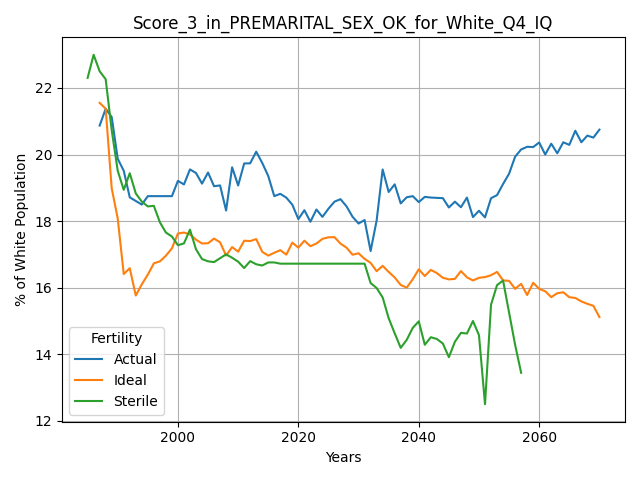 Score_3_in_PREMARITAL_SEX_OK_for_White_Q4_IQ
% of White Population
22
20
18
16
14
12
Fertility
Actual
Ideal
Sterile
2000 2020 2040 2060
Years